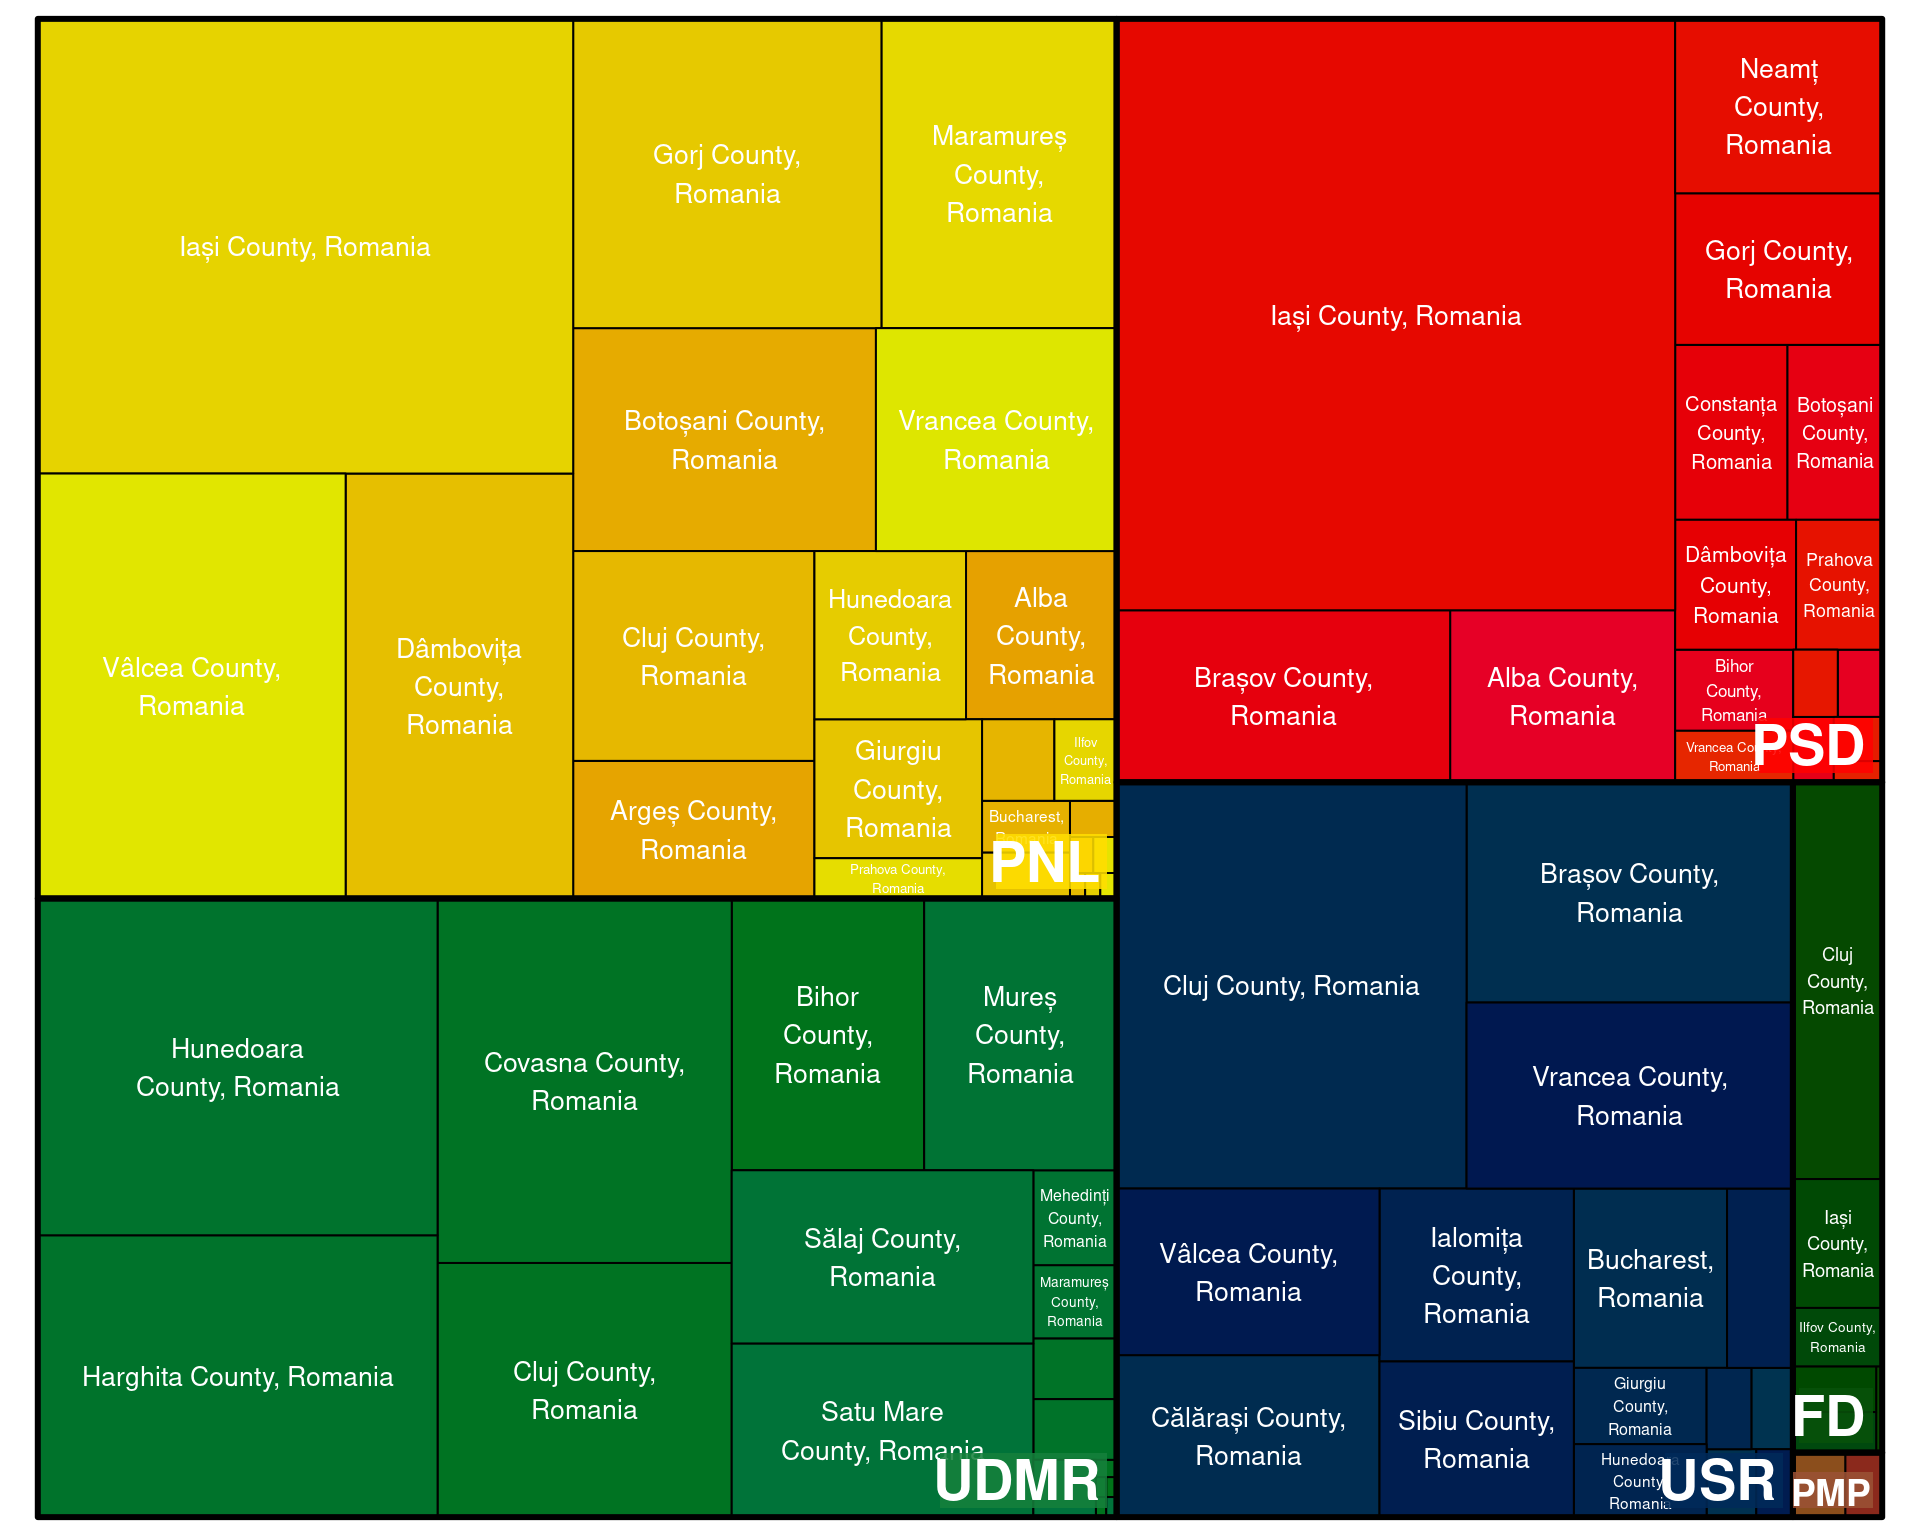 Iași County, Romania
Gorj County,
Romania
Maramureș
County,
Romania
Botoșani County,
Romania
Vrancea County,
Romania
Vâlcea County,
Romania
Dâmbovița
County,
Romania
Cluj County,
Romania
Hunedoara
County,
Romania
Alba
County,
Romania
Argeș County,
Romania
Giurgiu
County,
Romania
Ilfov
County,
Romania
Bucharest,
Prahova County,
Romania
PNL
Iași County, Romania
Neamț
County,
Romania
Gorj County,
Romania
Constanța
County,
Romania
Botoșani
County,
Romania
Dâmbovița
County,
Romania
Prahova
County,
Romania
Brașov County,
Romania
Alba County,
Romania
Bihor
County,
Romania
Vrancea County,
Romania
PSD
Hunedoara
County, Romania
Covasna County,
Romania
Bihor
County,
Romania
Mureș
County,
Romania
Harghita County, Romania
Cluj County,
Romania
Sălaj County,
Romania
Mehedinți
County,
Romania
Maramureș
County,
Romania
Satu Mare
County, Romania
UDMR
Cluj County, Romania
Brașov County,
Romania
Vrancea County,
Romania
Vâlcea County,
Romania
Ialomița
County,
Romania
Bucharest,
Romania
Călărași County,
Romania
Sibiu County,
Romania
Giurgiu
County,
Romania
Hunedoara
County,
Romania
USR
Cluj
County,
Romania
Iași
County,
Romania
Ilfov County,
Romania
FD
PMP